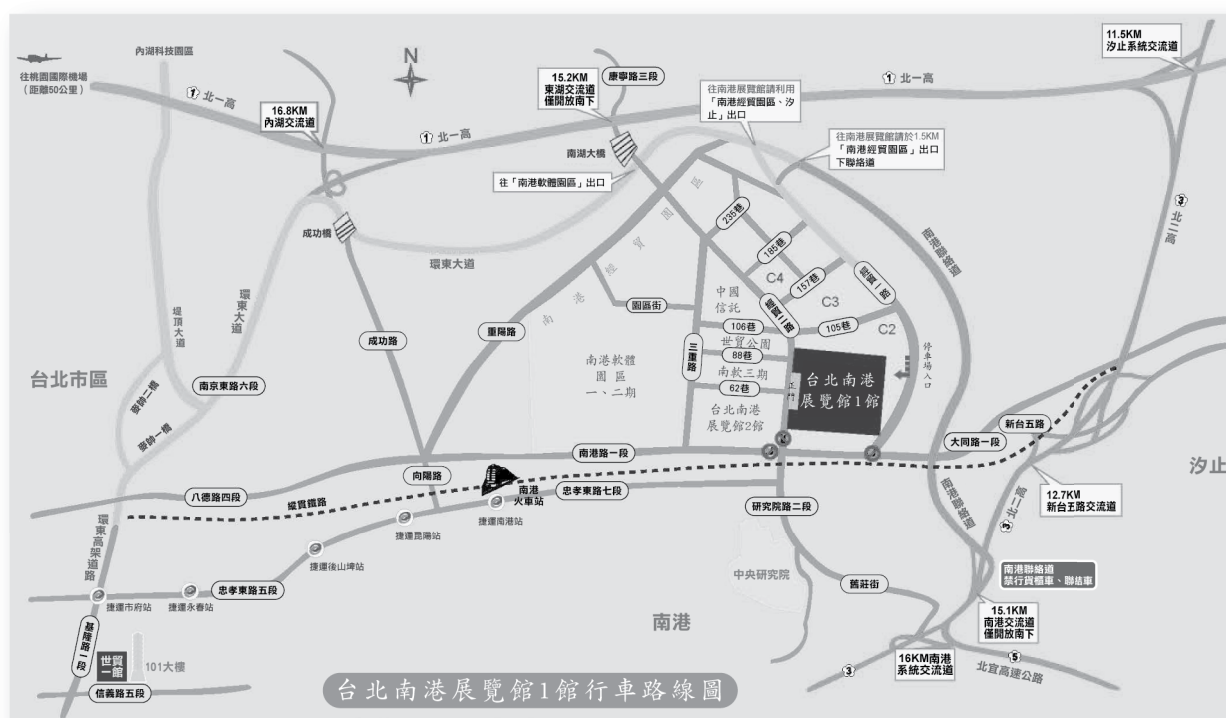 內湖科技園區
往桃園國際機場
(距離50公里)
N
1
北一高
16.8KM
內湖交流道
1
北一高
15.2KM
東湖交流道
僅開放南下
康寧路三段
往南港展覽館請利用
「南港經貿園區、汐
止」出口
1
北一高
11.5KM
汐止系統交流道
往南港展覽館請於1.5KM
「南港經貿園區」出口
下聯絡道
南湖大橋
往「南港軟體園區」出口
成功橋
環東大道
環東大道
堤頂大道
南港經貿園區
235巷
185巷
157巷
C4
C3
C2
經貿一路
經貿二路
南港聯絡道
3
北二高
園區街
中國
信託
106巷
105巷
世貿公園
88巷
南軟三期
62巷
三重路
重陽路
成功路
南港軟體
園區
一、二期
台北南港
展覽館2館
正門
台北南港
展覽館1館
停車場入口
台北市區
麥帥二橋
麥帥一橋
南京東路六段
新台五路
大同路一段
南港路一段
向陽路
八德路四段
縱貫鐵路
南港
火車站
忠孝東路七段
捷運南港站
捷運昆陽站
捷運後山埤站
忠孝東路五段
捷運永春站
捷運市府站
環東高架道路
研究院路二段
中央研究院
舊莊街
南港聯絡道
3
北二高
12.7KM
新台五路交流道
汐止
南港聯絡道
禁行貨櫃車、聯結車
15.1KM
南港交流道
僅開放南下
16KM南港
系統交流道
5
北宜高速公路
3
南港
基隆路一段
世貿
一館
101大樓
信義路五段
台北南港展覽館1館行車路線圖